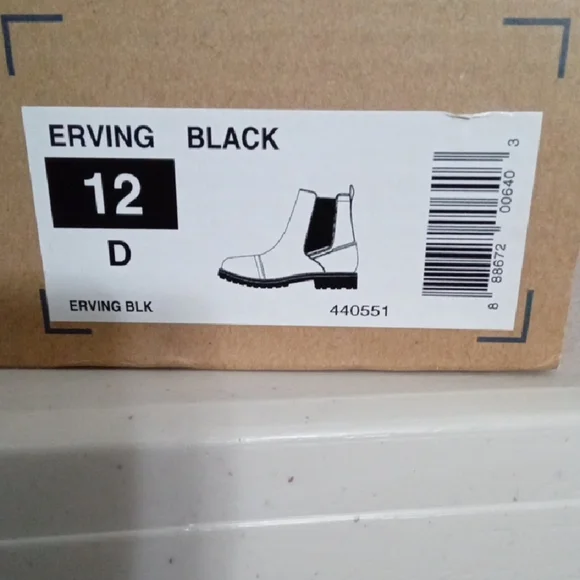 ERVING BLACK
12
D
ERVING BLK
440551
8 88672 00640 3